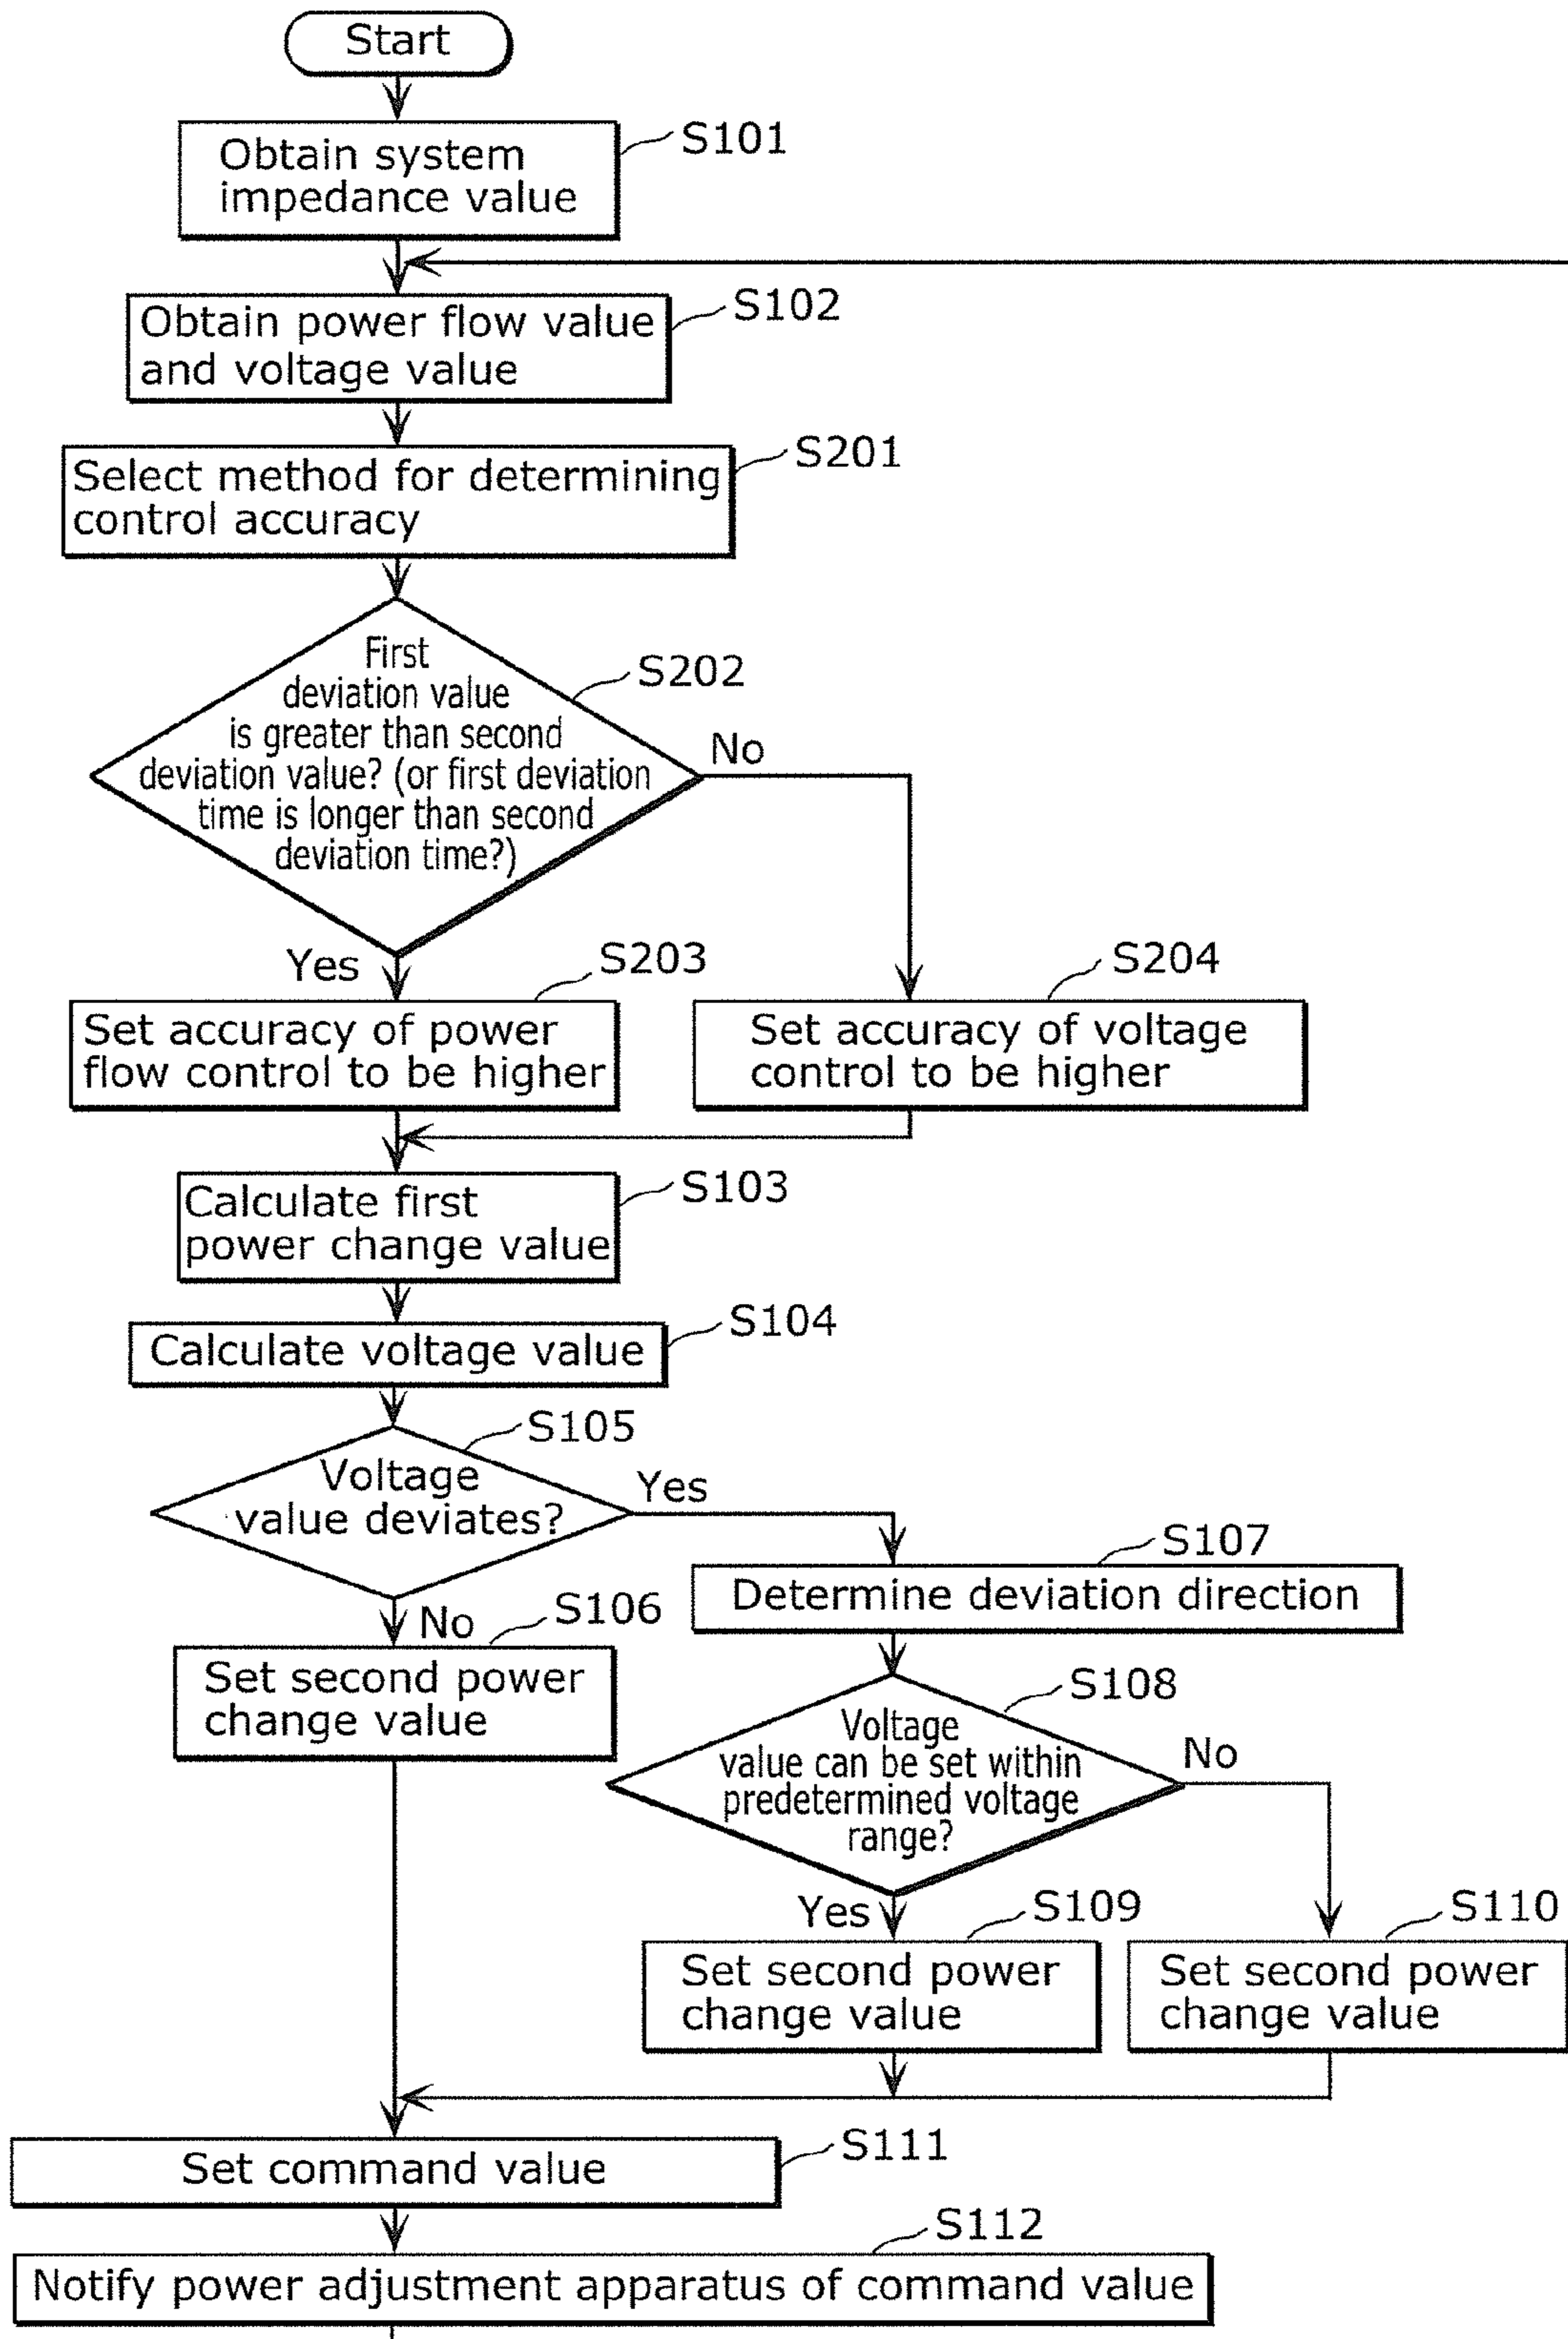 Start
Obtain system
impedance value
S101
Obtain power flow value
and voltage value
S102
Select method for determining
control accuracy
S201
First
deviation value
is greater than second
deviation value? (or first deviation
time is longer than second
deviation time?)
S202
No
Yes
S203
S204
Set accuracy of power
flow control to be higher
Set accuracy of voltage
control to be higher
Calculate first
power change value
S103
Calculate voltage value
S104
Voltage
value deviates?
S105
Yes
S107
Determine deviation direction
No
S106
Set second power
change value
Voltage
value can be set within
predetermined voltage
range?
S108
No
Yes
S109
S110
Set second power
change value
Set second power
change value
Set command value
S111
S112
Notify power adjustment apparatus of command value